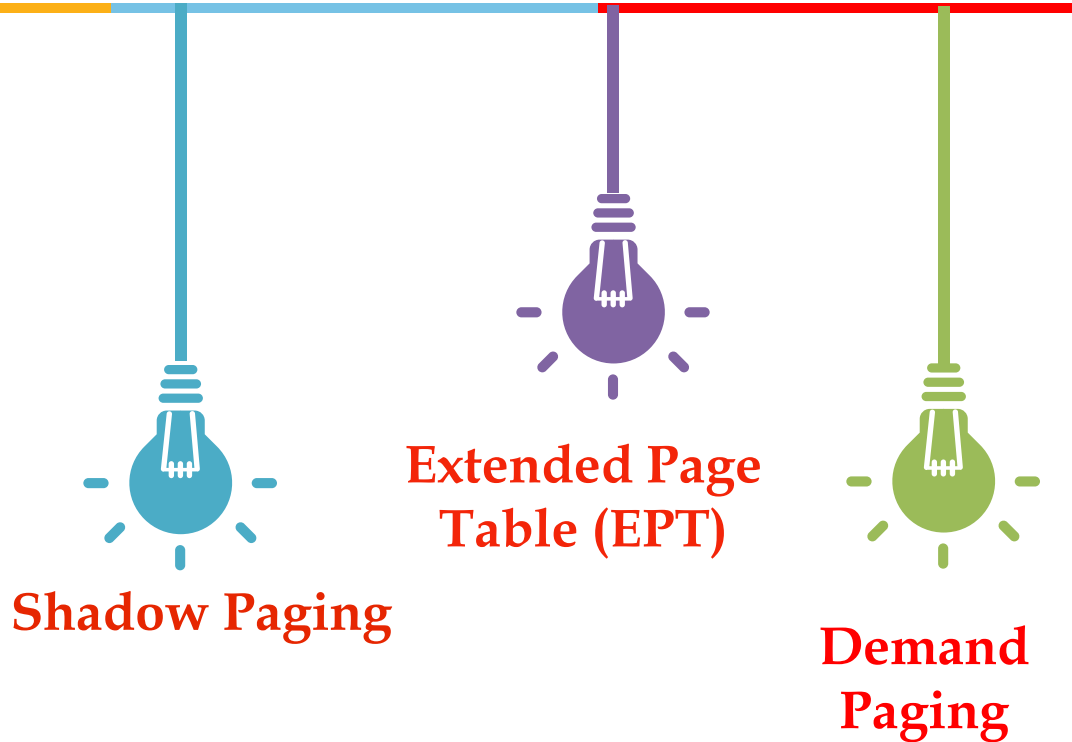 Shadow Paging
Extended Page
Table (EPT)
Demand
Paging